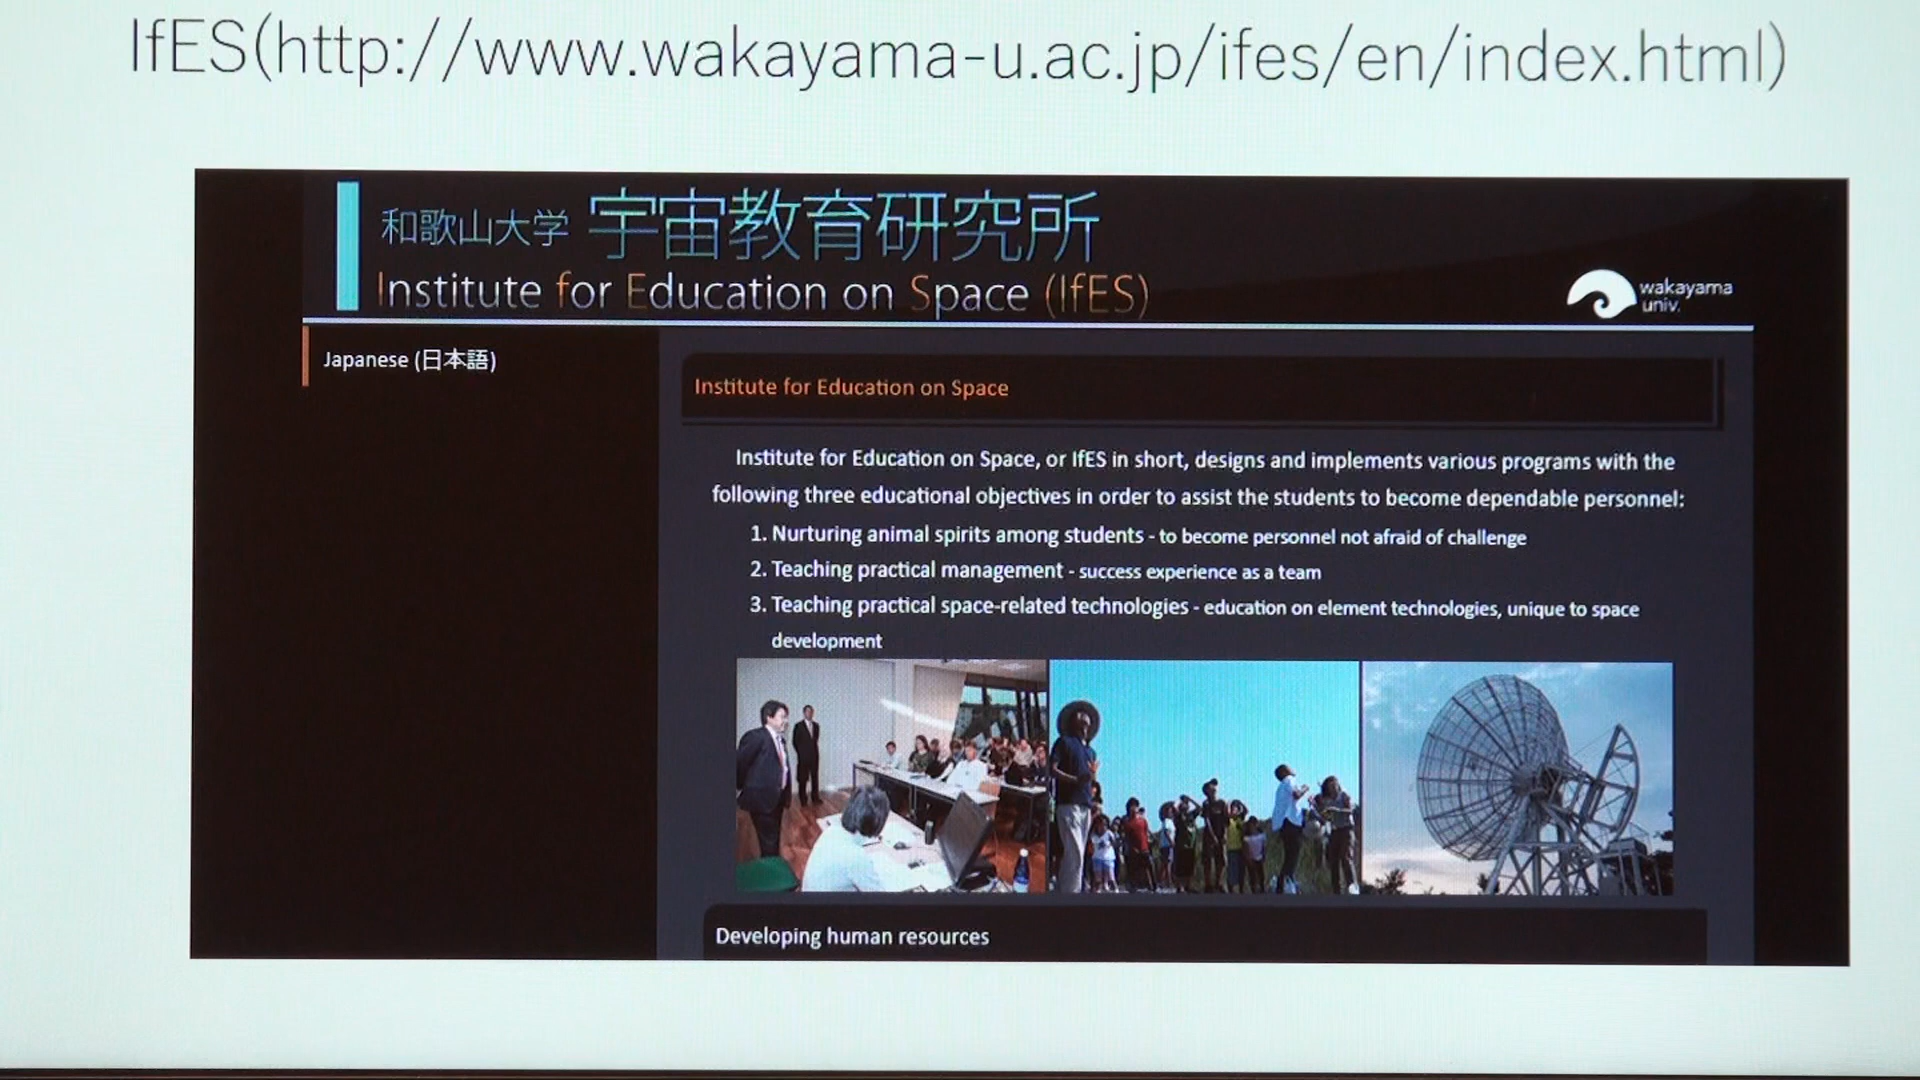 IfES(http://www.wakayama-u.ac.jp/ifes/en/index.html)
和歌山大学 宇宙教育研究所
Institute for Education on Space (IfES)
wakayama
univ.
Japanese (日本語)
Institute for Education on Space
Institute for Education on Space, or IfES in short, designs and implements various programs with the
following three educational objectives in order to assist the students to become dependable personnel:
1. Nurturing animal spirits among students - to become personnel not afraid of challenge
2. Teaching practical management - success experience as a team
3. Teaching practical space-related technologies - education on element technologies, unique to space
development
Developing human resources